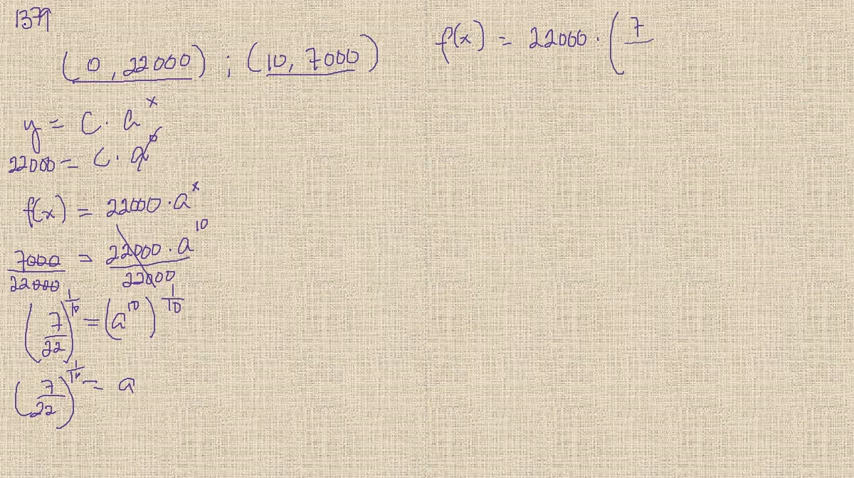 1379
(0, 22000) ; (10, 7000)
y = C · a^x
22000 = C · a^0
f(x) = 22000 · a^x
7000/22000 = 22000 · a^10/22000
(7/22)^(1/10) = (a^10)^(1/10)
(7/22)^(1/10) = a
f(x) = 22000 · (7